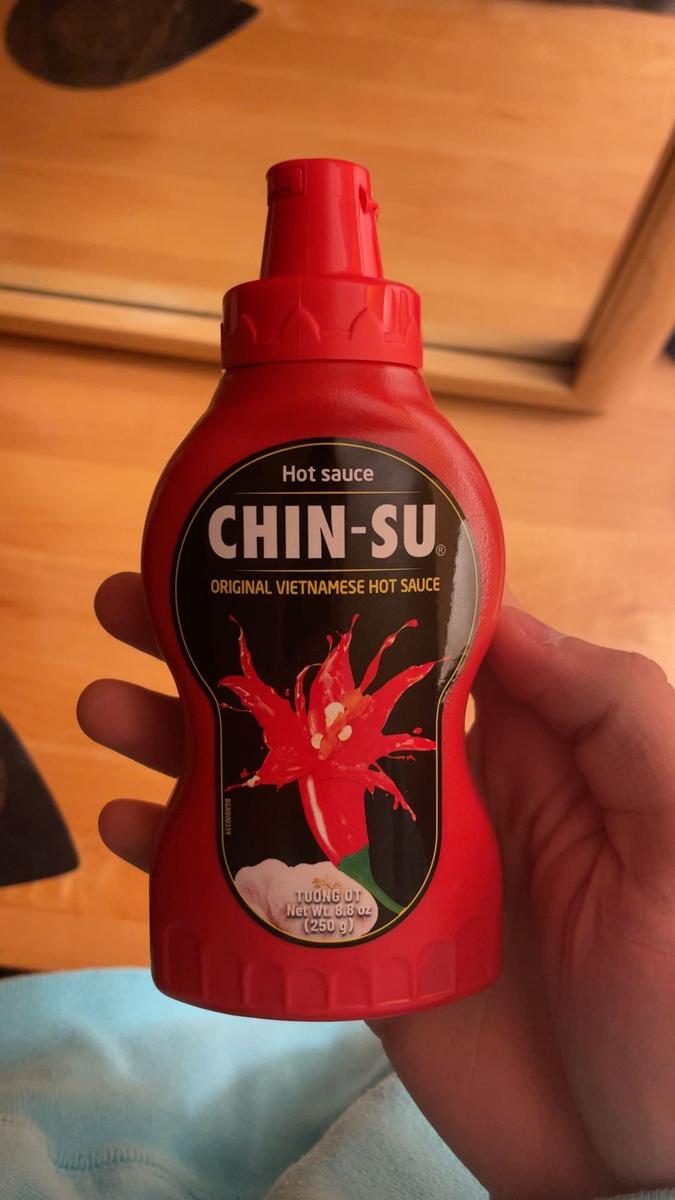 Hot sauce
CHIN-SU®
ORIGINAL VIETNAMESE HOT SAUCE
TUONG OT
Net Wt. 8.8 oz
(250 g)